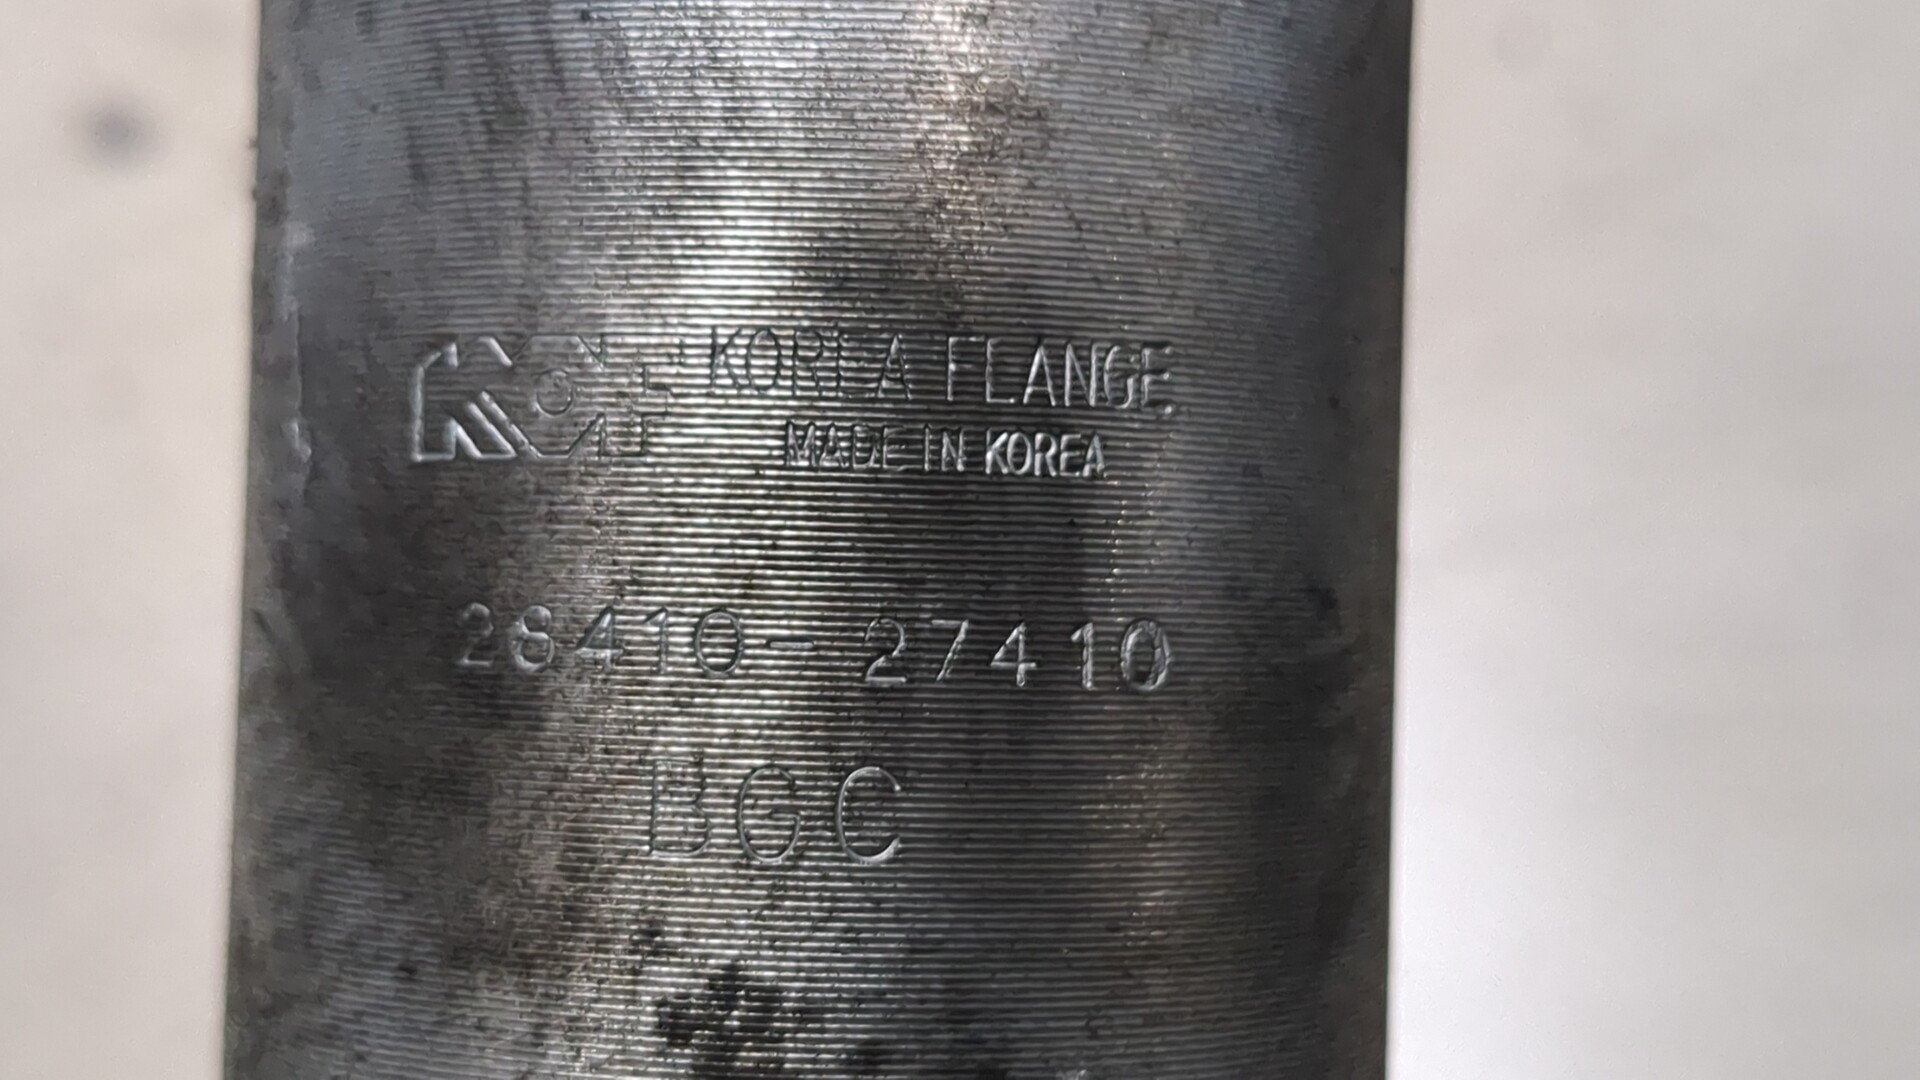 KOREA FLANGE
MADE IN KOREA
28410-27410
BGC